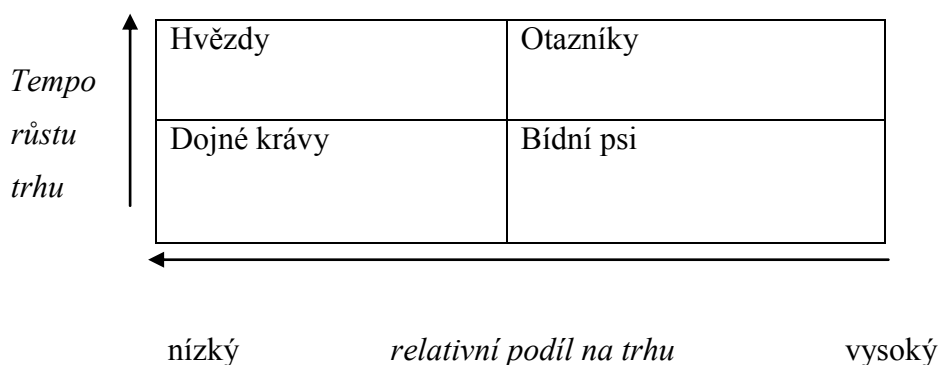 Hvězdy Otazníky
Tempo
růstu
trhu
Dojné krávy Bídní psi
nízký relativní podíl na trhu vysoký